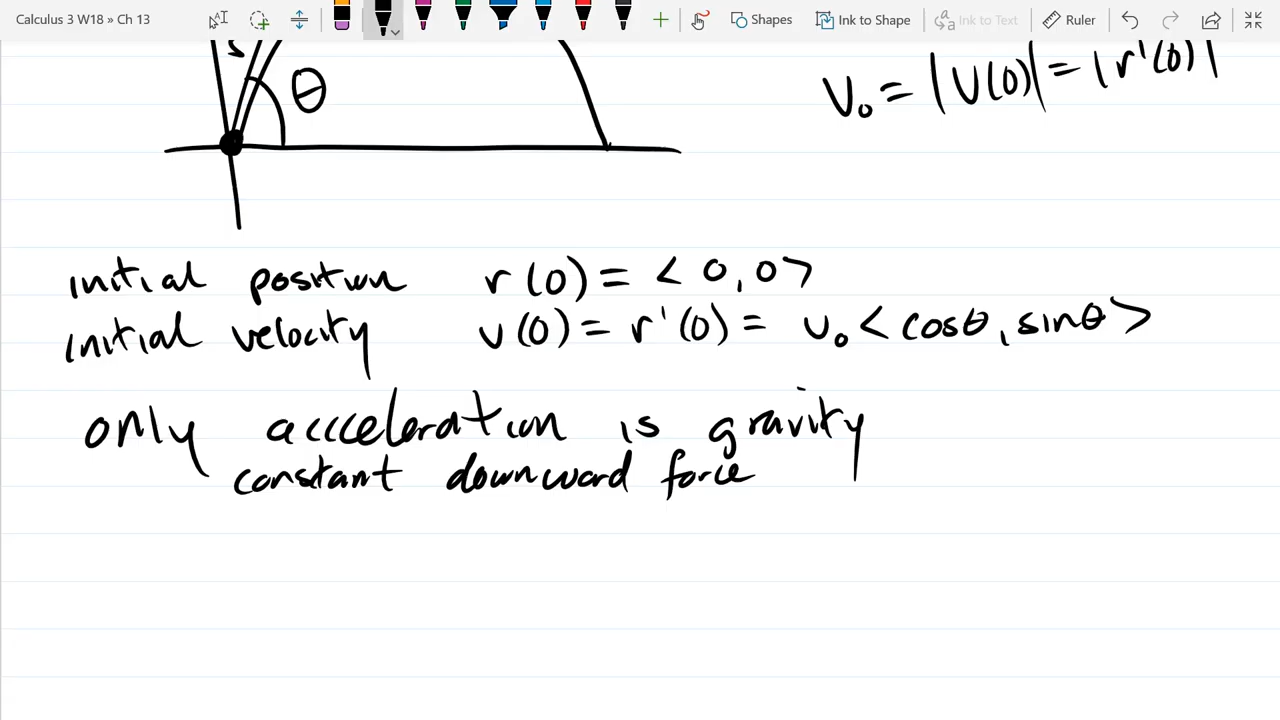 Calculus 3 W18 » Ch 13
Shapes
Ink to Shape
Ink to Text
Ruler
θ
v₀ = |v(0)| = |r'(0)|
initial position r(0) = < 0, 0 >
initial velocity v(0) = r'(0) = v₀ < cosθ, sinθ >
only acceleration is gravity
constant downward force